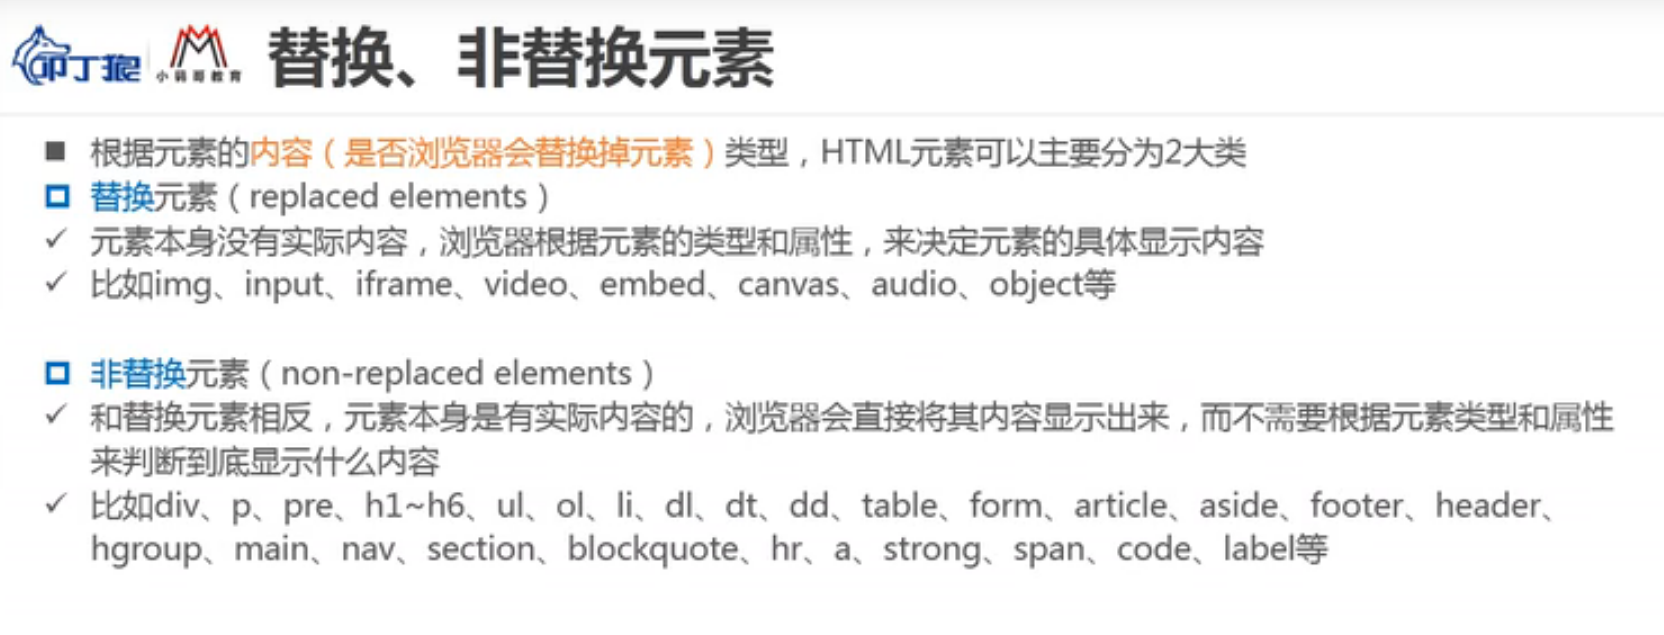 叩丁狼
小码哥教育
替换、非替换元素
根据元素的内容（是否浏览器会替换掉元素）类型，HTML元素可以主要分为2大类
替换元素（replaced elements）
元素本身没有实际内容，浏览器根据元素的类型和属性，来决定元素的具体显示内容
比如img、input、iframe、video、embed、canvas、audio、object等
非替换元素（non-replaced elements）
和替换元素相反，元素本身是有实际内容的，浏览器会直接将其内容显示出来，而不需要根据元素类型和属性
来判断到底显示什么内容
比如div、p、pre、h1~h6、ul、ol、li、dl、dt、dd、table、form、article、aside、footer、header、
hgroup、main、nav、section、blockquote、hr、a、strong、span、code、label等